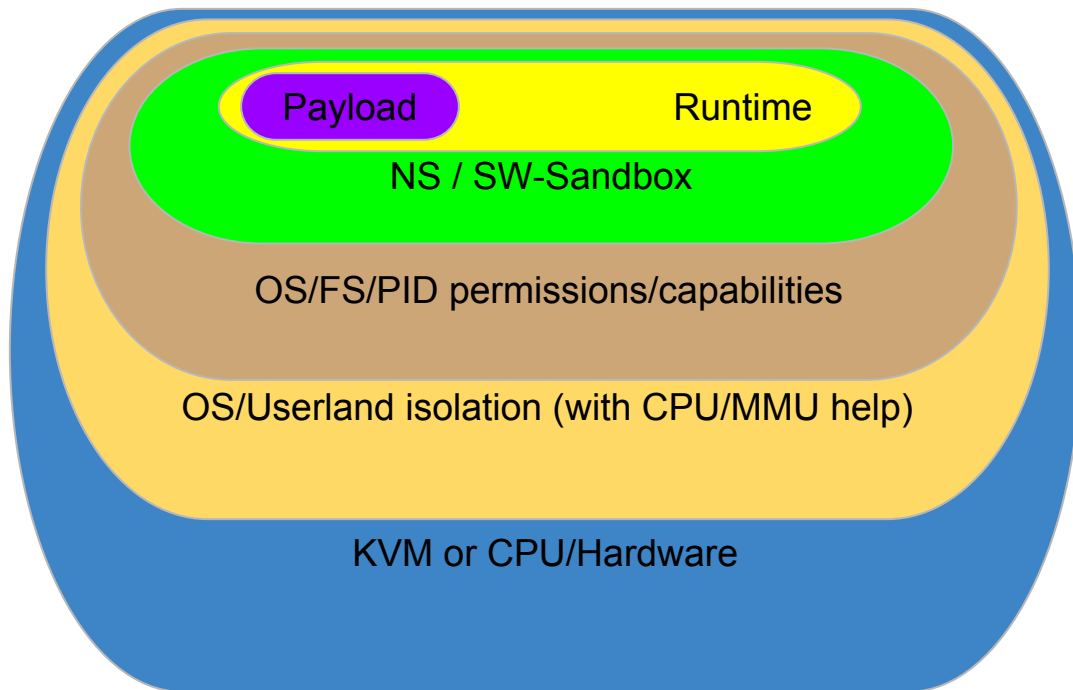 Payload Runtime
NS / SW-Sandbox
OS/FS/PID permissions/capabilities
OS/Userland isolation (with CPU/MMU help)
KVM or CPU/Hardware